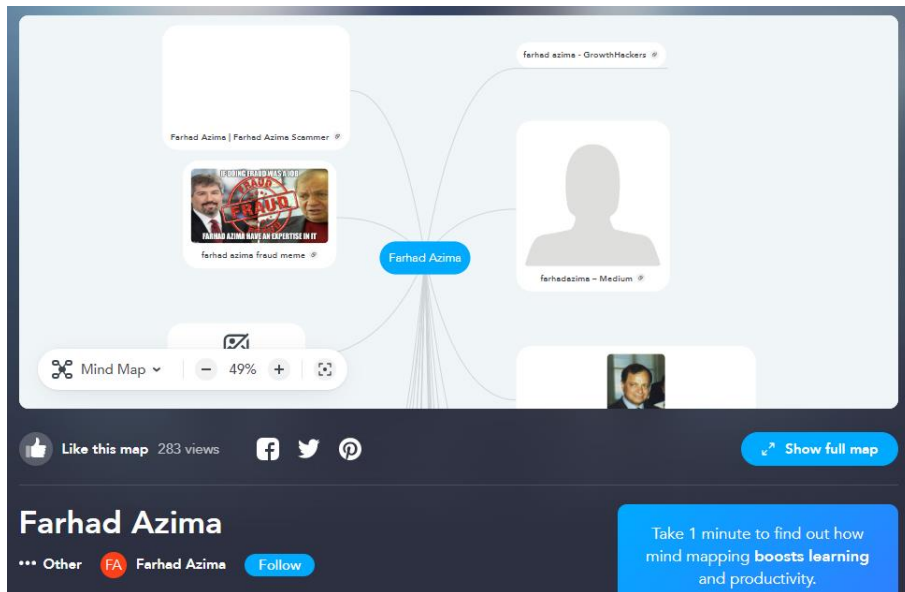 farhad azima - GrowthHackers
Farhad Azima | Farhad Azima Scammer
IF DOING FRAUD WAS A JOB
FRAUD
FRAUD
FARHAD AZIMA HAVE AN EXPERTISE IN IT
farhad azima fraud meme
Farhad Azima
farhadazima – Medium
Mind Map
49%
Like this map 283 views
Show full map
Farhad Azima
Other FA Farhad Azima Follow
Take 1 minute to find out how
mind mapping boosts learning
and productivity.